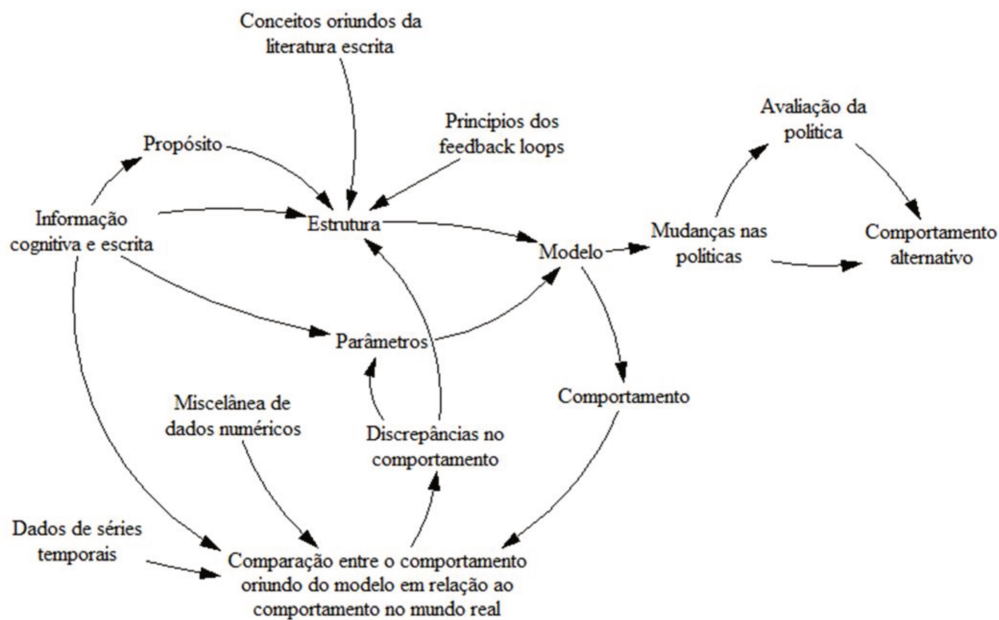 Conceitos oriundos da
literatura escrita
Propósito
Principios dos
feedback loops
Avaliação da
política
Informação
cognitiva e escrita
Estrutura
Modelo
Mudanças nas
políticas
Comportamento
alternativo
Parâmetros
Comportamento
Miscelânea de
dados numéricos
Discrepâncias no
comportamento
Dados de séries
temporais
Comparação entre o comportamento
oriundo do modelo em relação ao
comportamento no mundo real